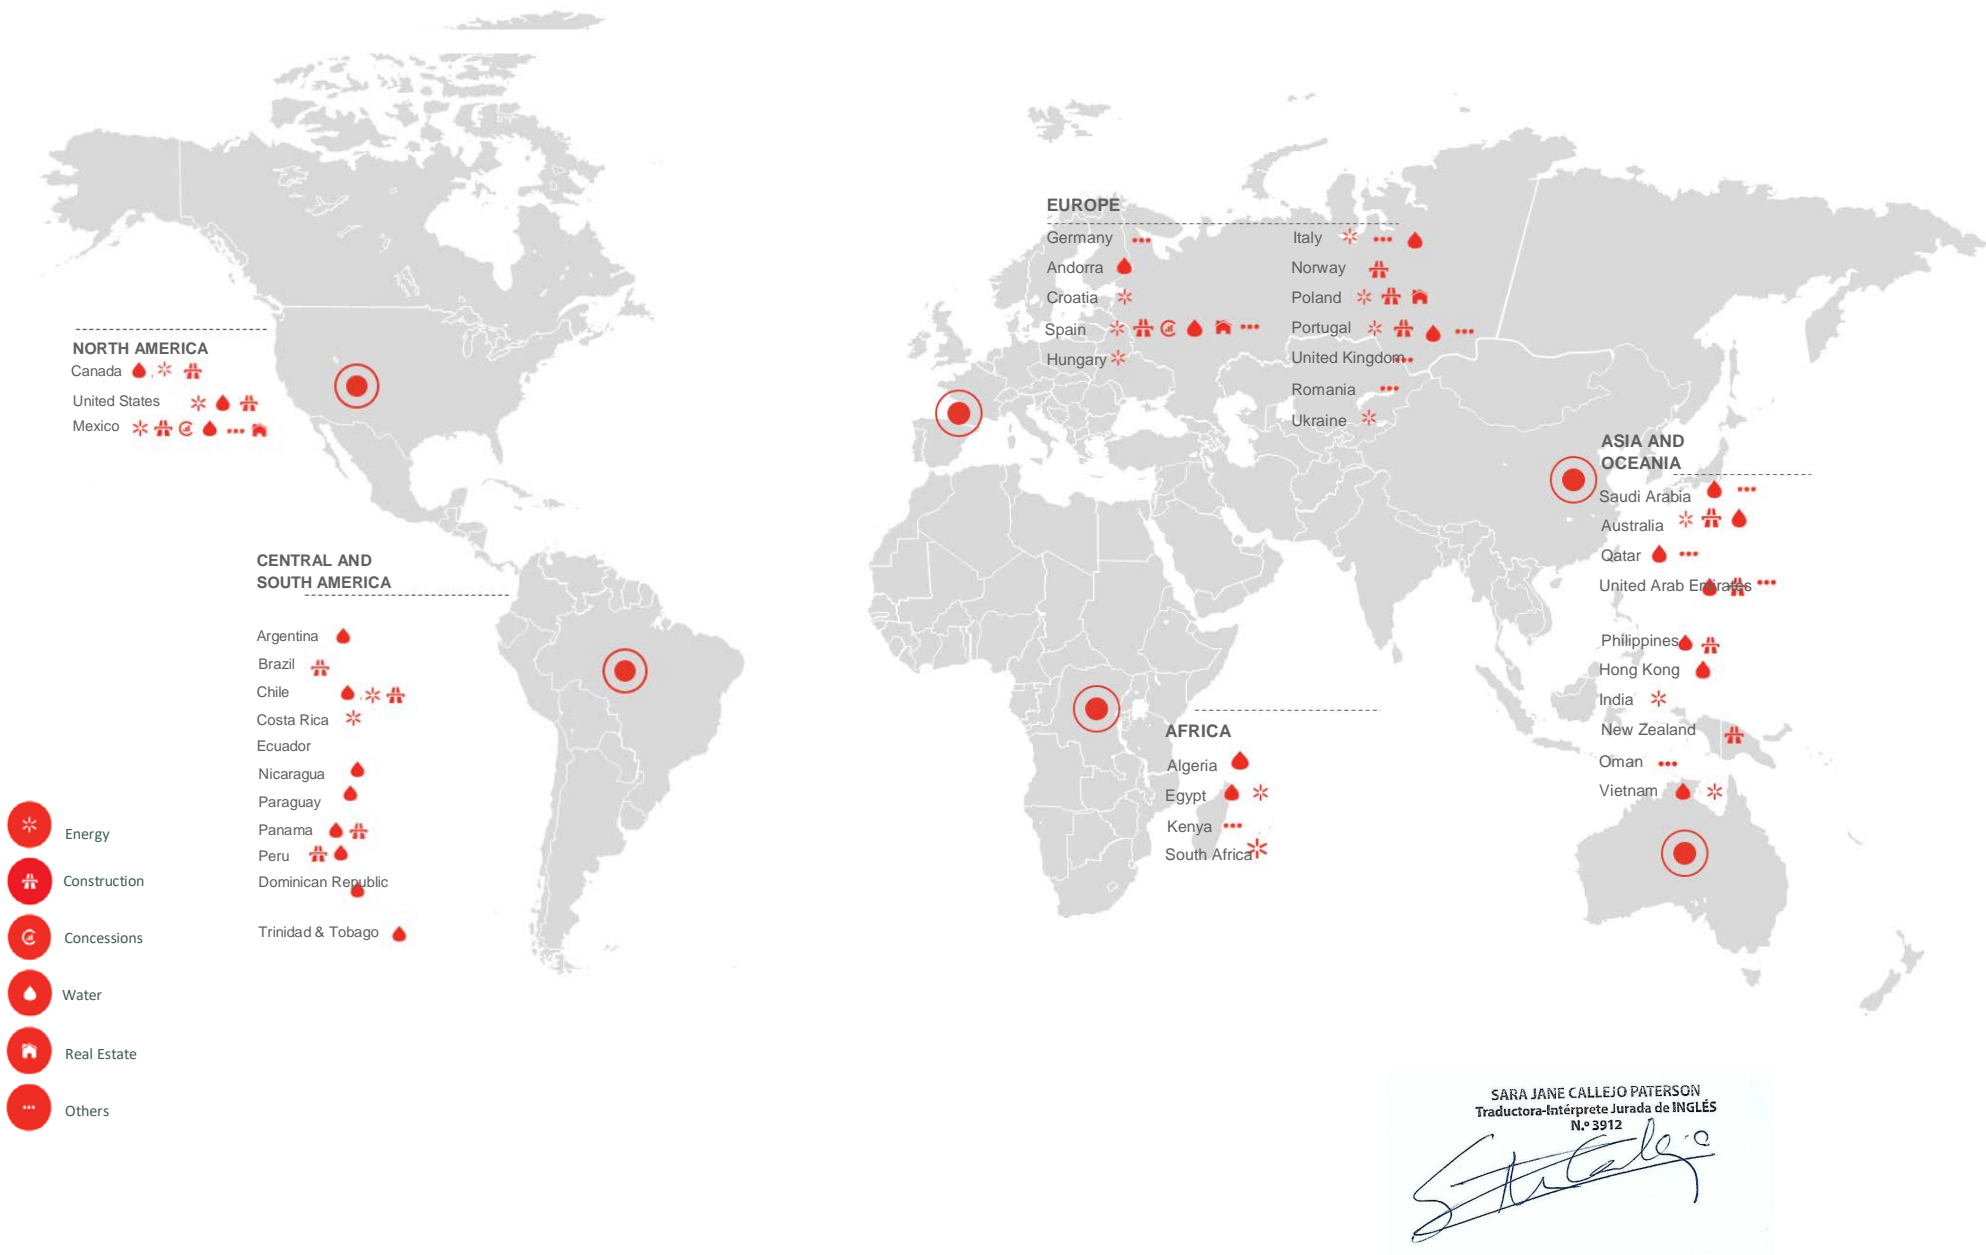 EUROPE
Germany
Andorra
Croatia
Spain
Hungary
Italy
Norway
Poland
Portugal
United Kingdom
Romania
Ukraine
NORTH AMERICA
Canada
United States
Mexico
ASIA AND
OCEANIA
Saudi Arabia
Australia
Qatar
United Arab Emirates
Philippines
Hong Kong
India
New Zealand
Oman
Vietnam
CENTRAL AND
SOUTH AMERICA
Argentina
Brazil
Chile
Costa Rica
Ecuador
Nicaragua
Paraguay
Panama
Peru
Dominican Republic
Trinidad & Tobago
AFRICA
Algeria
Egypt
Kenya
South Africa
Energy
Construction
Concessions
Water
Real Estate
Others
SARA JANE CALLEJO PATERSON
Traductora-Intérprete Jurada de INGLÉS
N.º 3912